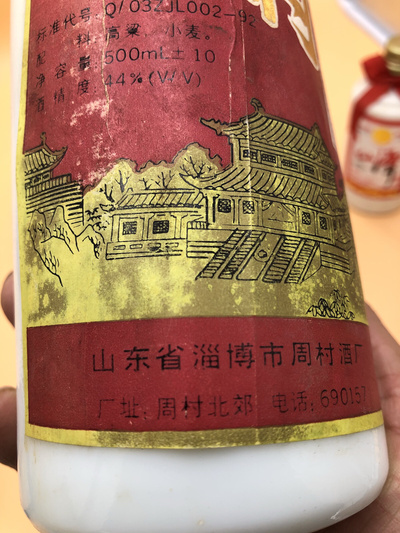 标准代号:Q/03ZJL002-92
配 料:高粱、小麦。
净容量:500mL±10
酒精度:44%(V/V)
山东省淄博市周村酒厂
厂址:周村北郊 电话:690157